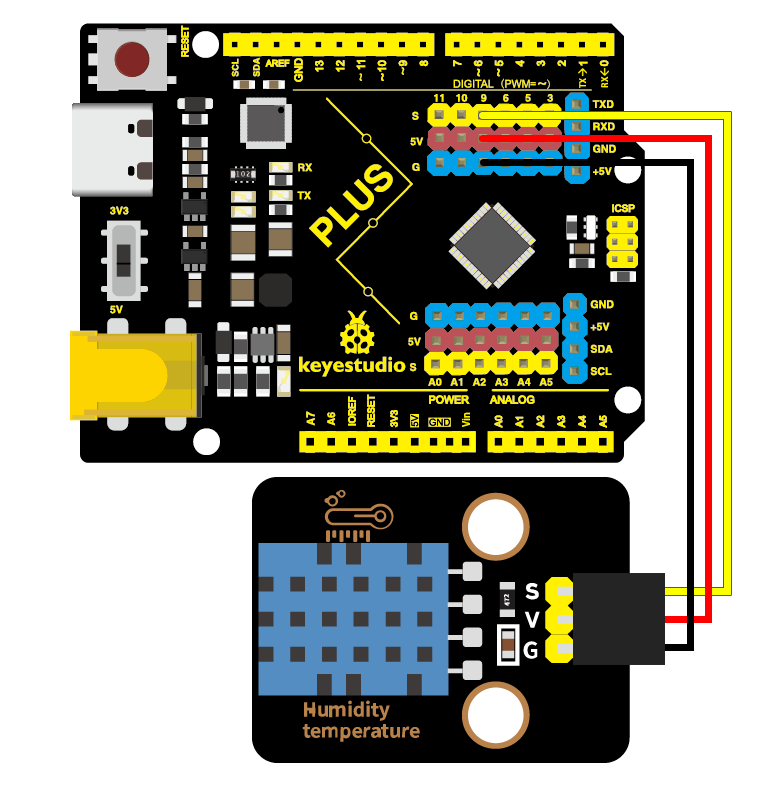 RESET
SCL
SDA
AREF
GND
13
12
~11
~10
~9
8
7
~6
~5
4
3
2
TX→1
RX←0
DIGITAL (PWM=~)
11 10 9 6 5 3
S
5V
G
TXD
RXD
GND
+5V
102
RX
TX
PLUS
3V3
5V
ICSP
G
5V
S
GND
+5V
SDA
SCL
keyestudio
A0 A1 A2 A3 A4 A5
POWER
ANALOG
A7
A6
IOREF
RESET
3V3
5V
GND
Vin
A0
A1
A2
A3
A4
A5
472
S
V
G
Humidity
temperature